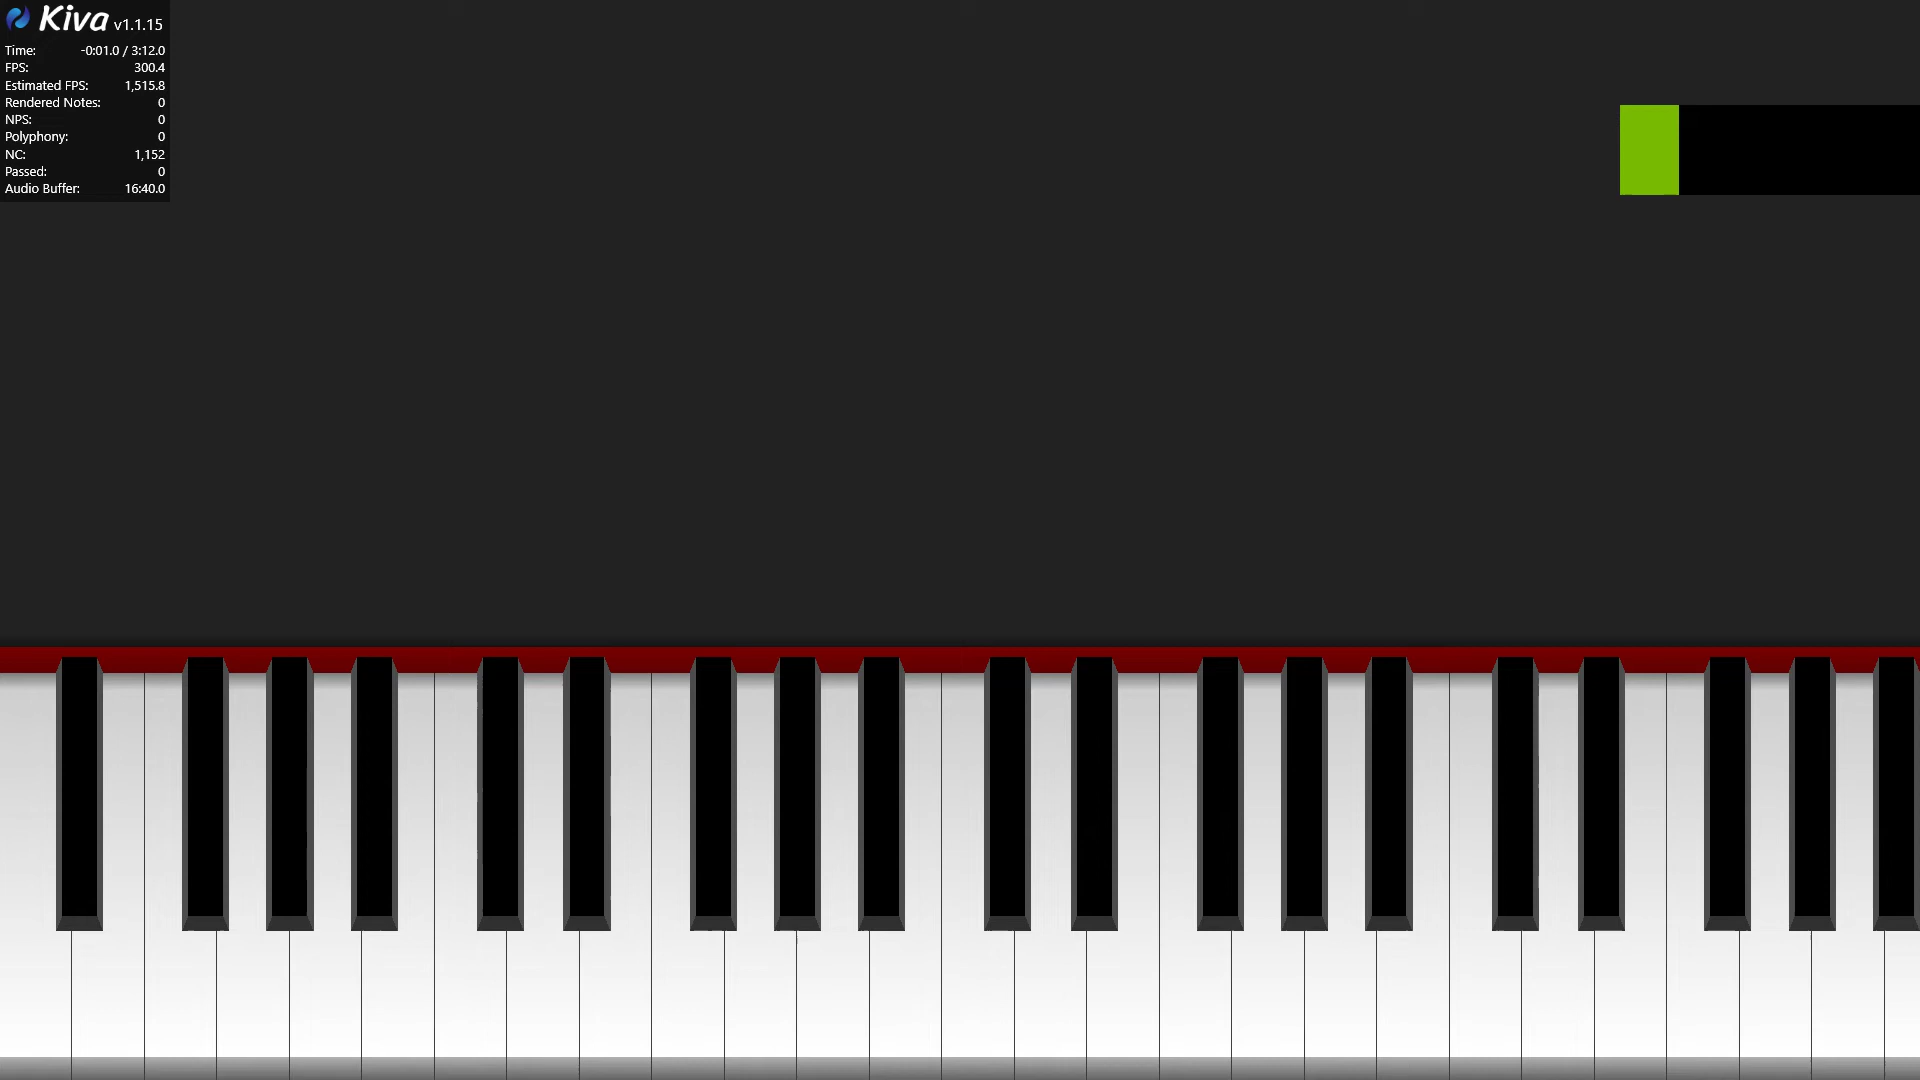 Kiva v1.1.15
Time: -0:01.0 / 3:12.0
FPS: 300.4
Estimated FPS: 1,515.8
Rendered Notes: 0
NPS: 0
Polyphony: 0
NC: 1,152
Passed: 0
Audio Buffer: 16:40.0